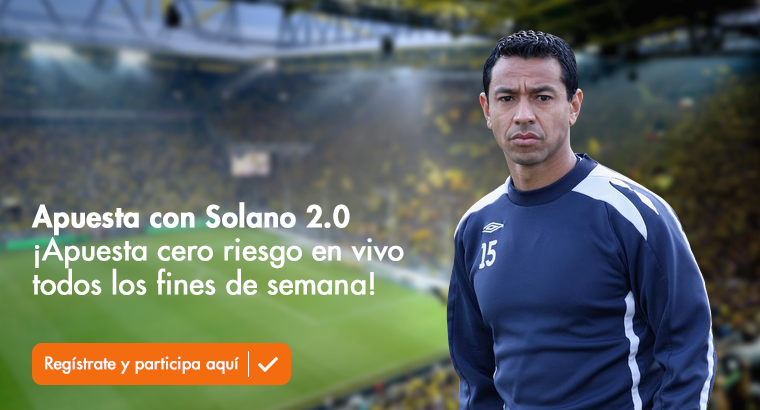 Apuesta con Solano 2.0
¡Apuesta cero riesgo en vivo
todos los fines de semana!
Regístrate y participa aquí
15